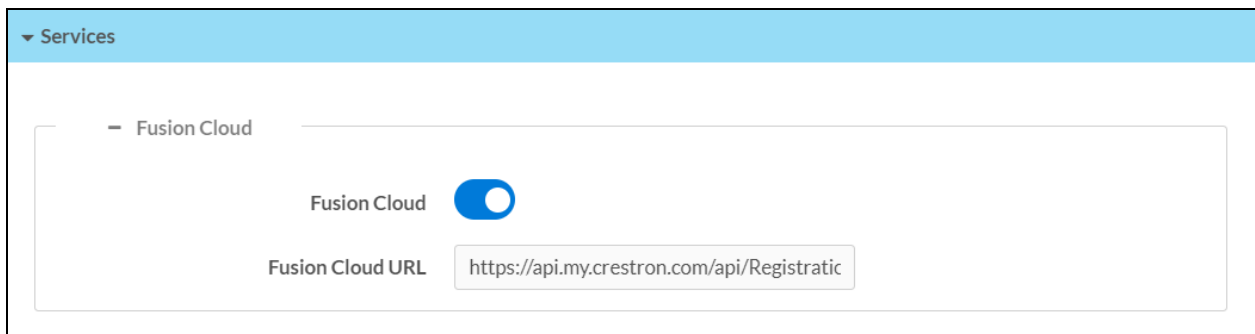 Services
Fusion Cloud
Fusion Cloud
Fusion Cloud URL https://api.my.crestron.com/api/Registratic